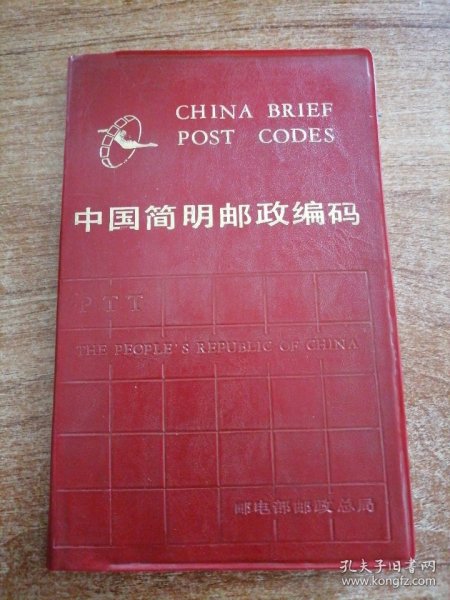 CHINA BRIEF
POST CODES
中国简明邮政编码
PTT
THE PEOPLE'S REPUBLIC OF CHINA
邮电部邮政总局
孔夫子旧书网
www.kongfz.com